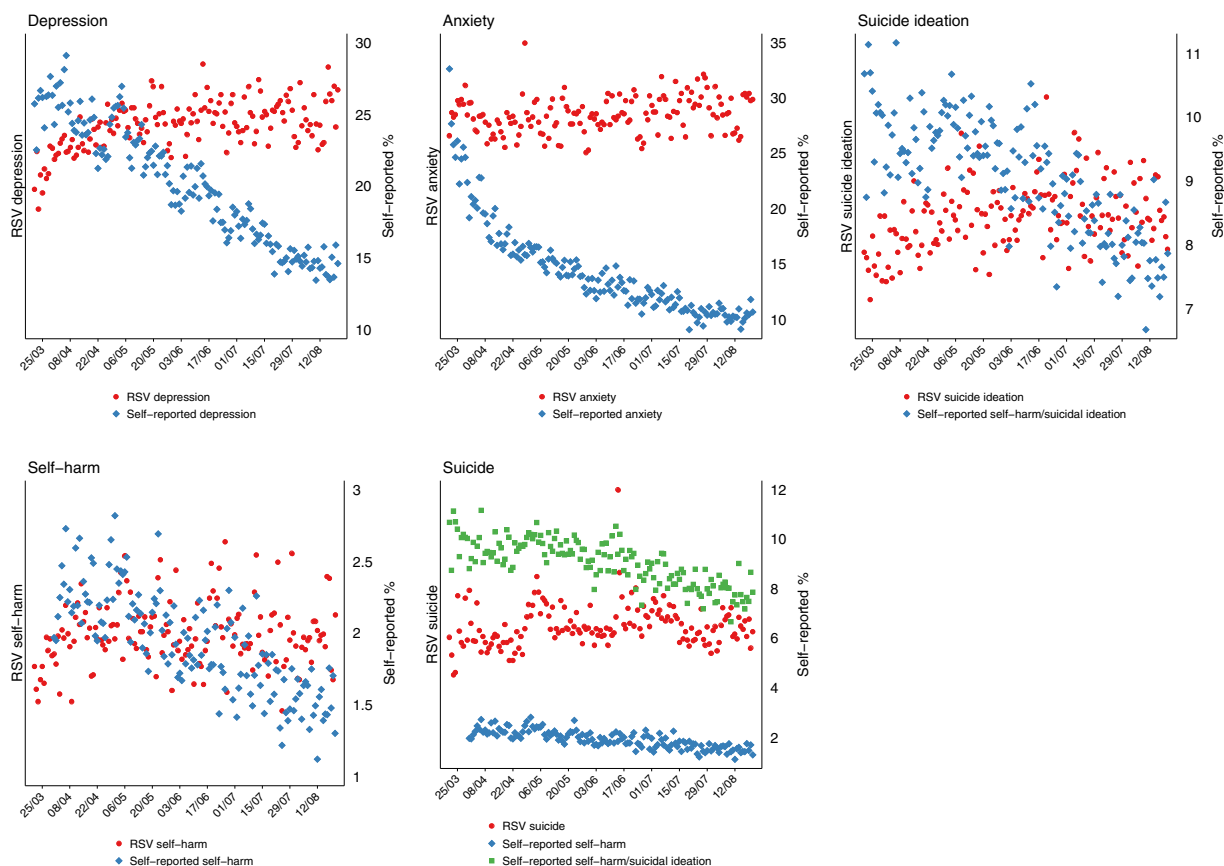 Depression
RSV depression
30
25
20
15
10
Self-reported %
25/03 08/04 22/04 06/05 20/05 03/06 17/06 01/07 15/07 29/07 12/08
RSV depression
Self-reported depression
Anxiety
RSV anxiety
35
30
25
20
15
10
Self-reported %
25/03 08/04 22/04 06/05 20/05 03/06 17/06 01/07 15/07 29/07 12/08
RSV anxiety
Self-reported anxiety
Suicide ideation
RSV suicide ideation
11
10
9
8
7
Self-reported %
25/03 08/04 22/04 06/05 20/05 03/06 17/06 01/07 15/07 29/07 12/08
RSV suicide ideation
Self-reported self-harm/suicidal ideation
Self-harm
RSV self-harm
3
2.5
2
1.5
1
Self-reported %
25/03 08/04 22/04 06/05 20/05 03/06 17/06 01/07 15/07 29/07 12/08
RSV self-harm
Self-reported self-harm
Suicide
RSV suicide
12
10
8
6
4
2
Self-reported %
25/03 08/04 22/04 06/05 20/05 03/06 17/06 01/07 15/07 29/07 12/08
RSV suicide
Self-reported self-harm
Self-reported self-harm/suicidal ideation